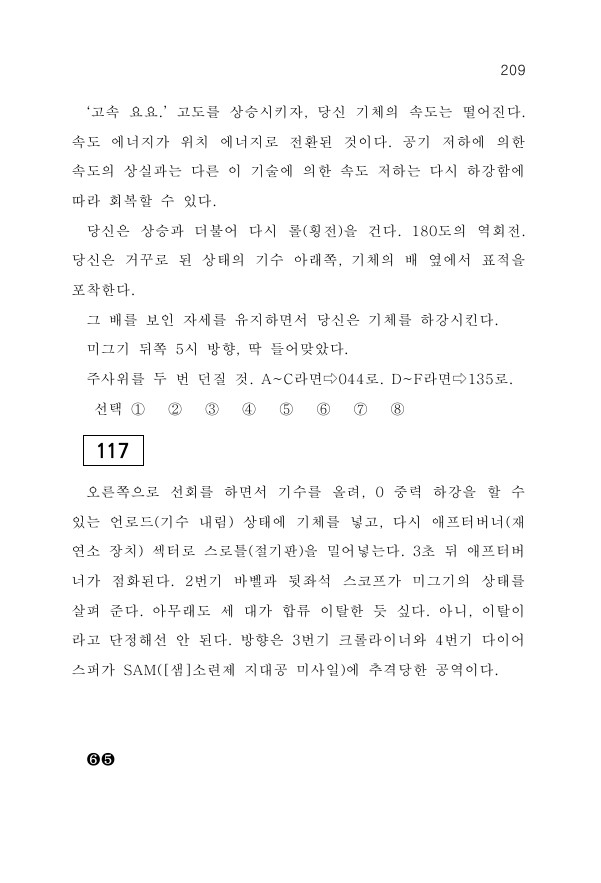 209
‘고속 요요.’ 고도를 상승시키자, 당신 기체의 속도는 떨어진다.
속도 에너지가 위치 에너지로 전환된 것이다. 공기 저하에 의한
속도의 상실과는 다른 이 기술에 의한 속도 저하는 다시 하강함에
따라 회복할 수 있다.
당신은 상승과 더불어 다시 롤(횡전)을 건다. 180도의 역회전.
당신은 거꾸로 된 상태의 기수 아래쪽, 기체의 배 옆에서 표적을
포착한다.
그 배를 보인 자세를 유지하면서 당신은 기체를 하강시킨다.
미그기 뒤쪽 5시 방향, 딱 들어맞았다.
주사위를 두 번 던질 것. A~C라면⇨044로. D~F라면⇨135로.
선택 ① ② ③ ④ ⑤ ⑥ ⑦ ⑧
117
오른쪽으로 선회를 하면서 기수를 올려, 0 중력 하강을 할 수
있는 언로드(기수 내림) 상태에 기체를 넣고, 다시 애프터버너(재
연소 장치) 섹터로 스로틀(절기판)을 밀어넣는다. 3초 뒤 애프터버
너가 점화된다. 2번기 바벨과 뒷좌석 스코프가 미그기의 상태를
살펴 준다. 아무래도 세 대가 합류 이탈한 듯 싶다. 아니, 이탈이
라고 단정해선 안 된다. 방향은 3번기 크롤라이너와 4번기 다이어
스퍼가 SAM([샘]소련제 지대공 미사일)에 추격당한 공역이다.
❻❺